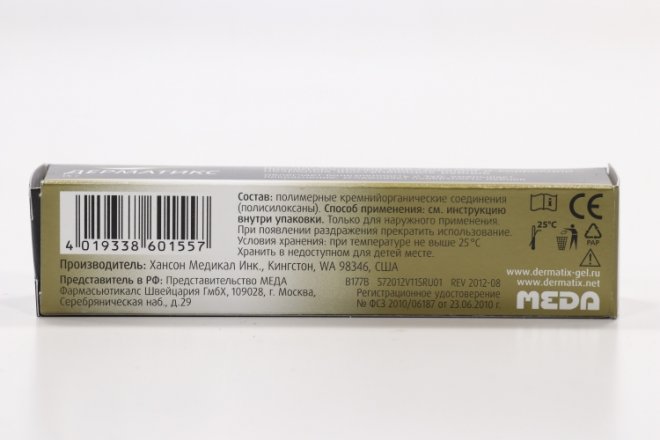 ДЕРМАТИКС
Состав: полимерные кремнийорганические соединения
(полисилоксаны). Способ применения: см. инструкцию
внутри упаковки. Только для наружного применения.
При появлении раздражения прекратить использование.
Условия хранения: при температуре не выше 25°C
Хранить в недоступном для детей месте.
4 019338 601557
Производитель: Хансон Медикал Инк., Кингстон, WA 98346, США
Представитель в РФ: Представительство МЕДА
Фармасьютикалс Швейцария ГмбХ, 109028, г. Москва,
Серебряническая наб., д.29
B177B S72012V115RU01 REV 2012-08
Регистрационное удостоверение
№ ФСЗ 2010/06187 от 23.06.2010 г.
i
CE
25°C
PAP
www.dermatix-gel.ru
www.dermatix.net
MEDA